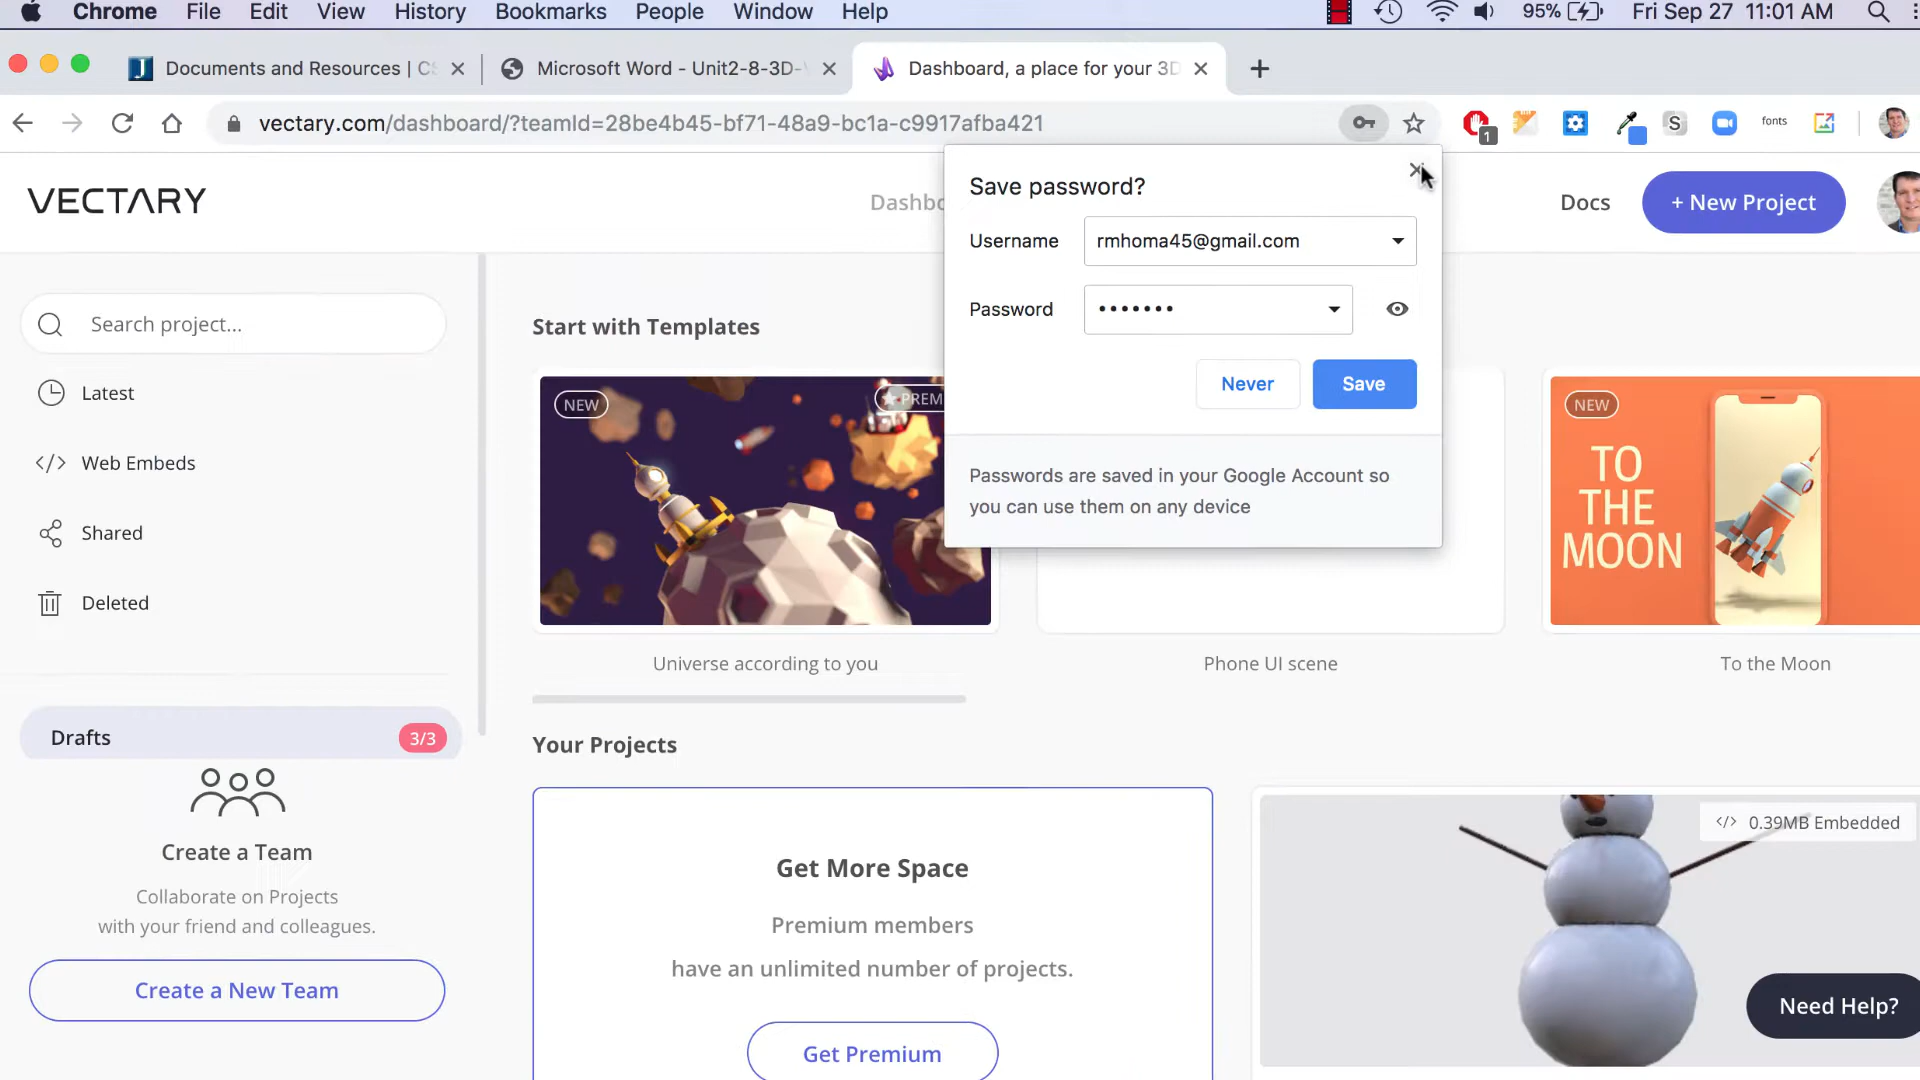 Chrome File Edit View History Bookmarks People Window Help 95% Fri Sep 27 11:01 AM
Documents and Resources | CS Microsoft Word - Unit2-8-3D- Dashboard, a place for your 3D
vectary.com/dashboard/?teamId=28be4b45-bf71-48a9-bc1a-c9917afba421 1 S fonts
VECTARY Dashbo Docs + New Project
Save password?
Username rmhoma45@gmail.com
Password •••••••
Never Save
Passwords are saved in your Google Account so
you can use them on any device
Search project...
Latest
Web Embeds
Shared
Deleted
Drafts 3/3
Create a Team
Collaborate on Projects
with your friend and colleagues.
Create a New Team
Start with Templates
NEW PREM
Universe according to you
Phone UI scene
NEW
TO
THE
MOON
To the Moon
Your Projects
Get More Space
Premium members
have an unlimited number of projects.
Get Premium
</> 0.39MB Embedded
Need Help?